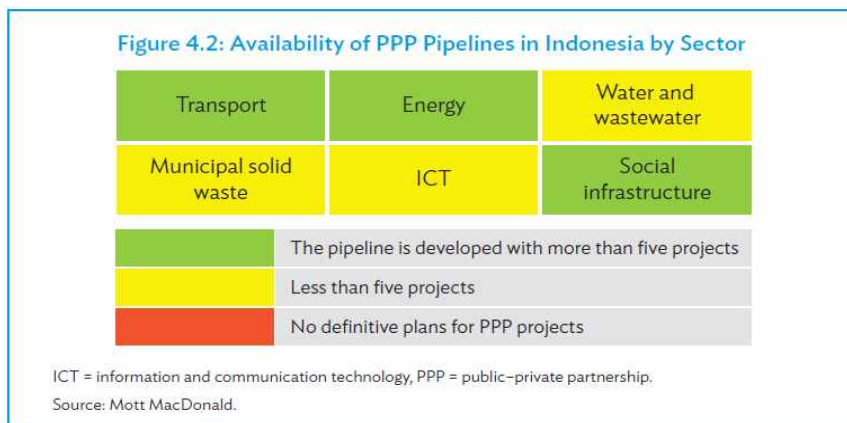 Figure 4.2: Availability of PPP Pipelines in Indonesia by Sector
Transport
Energy
Water and
wastewater
Municipal solid
waste
ICT
Social
infrastructure
The pipeline is developed with more than five projects
Less than five projects
No definitive plans for PPP projects
ICT = information and communication technology, PPP = public–private partnership.
Source: Mott MacDonald.